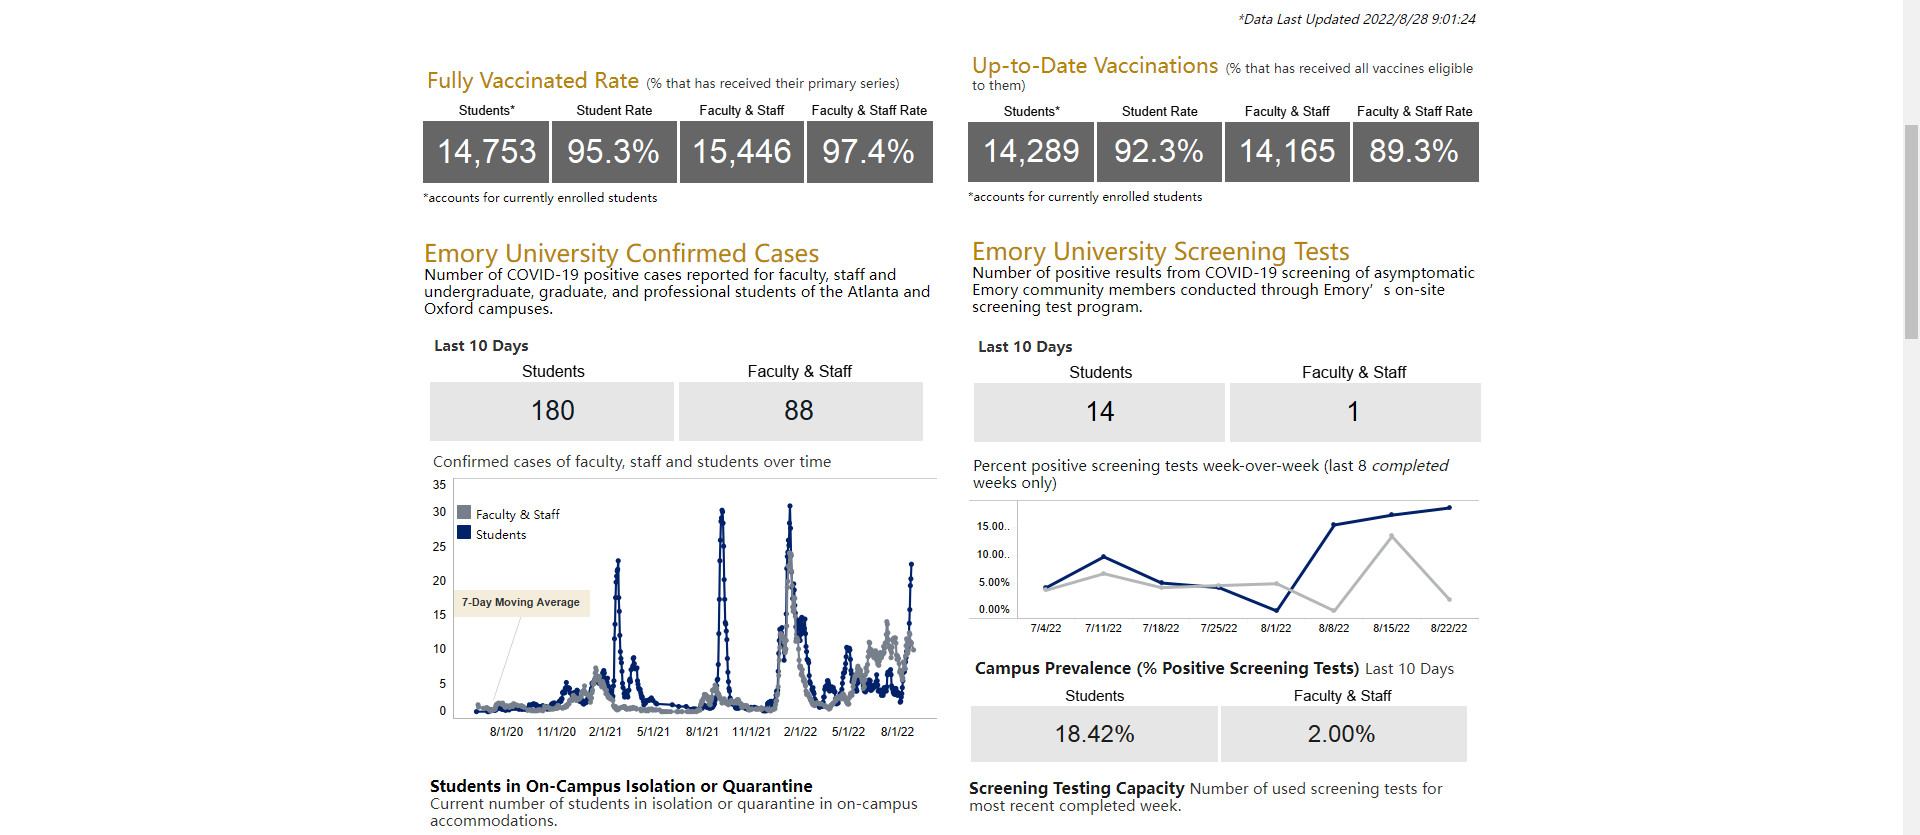 *Data Last Updated 2022/8/28 9:01:24
Fully Vaccinated Rate (% that has received their primary series)
Students* Student Rate Faculty & Staff Faculty & Staff Rate
14,753 95.3% 15,446 97.4%
*accounts for currently enrolled students
Up-to-Date Vaccinations (% that has received all vaccines eligible
to them)
Students* Student Rate Faculty & Staff Faculty & Staff Rate
14,289 92.3% 14,165 89.3%
*accounts for currently enrolled students
Emory University Confirmed Cases
Number of COVID-19 positive cases reported for faculty, staff and
undergraduate, graduate, and professional students of the Atlanta and
Oxford campuses.
Last 10 Days
Students Faculty & Staff
180 88
Confirmed cases of faculty, staff and students over time
35
30
25
20
15
10
5
0
Faculty & Staff
Students
7-Day Moving Average
8/1/20 11/1/20 2/1/21 5/1/21 8/1/21 11/1/21 2/1/22 5/1/22 8/1/22
Students in On-Campus Isolation or Quarantine
Current number of students in isolation or quarantine in on-campus
accommodations.
Emory University Screening Tests
Number of positive results from COVID-19 screening of asymptomatic
Emory community members conducted through Emory’s on-site
screening test program.
Last 10 Days
Students Faculty & Staff
14 1
Percent positive screening tests week-over-week (last 8 completed
weeks only)
15.00..
10.00..
5.00%
0.00%
7/4/22 7/11/22 7/18/22 7/25/22 8/1/22 8/8/22 8/15/22 8/22/22
Campus Prevalence (% Positive Screening Tests) Last 10 Days
Students Faculty & Staff
18.42% 2.00%
Screening Testing Capacity Number of used screening tests for
most recent completed week.